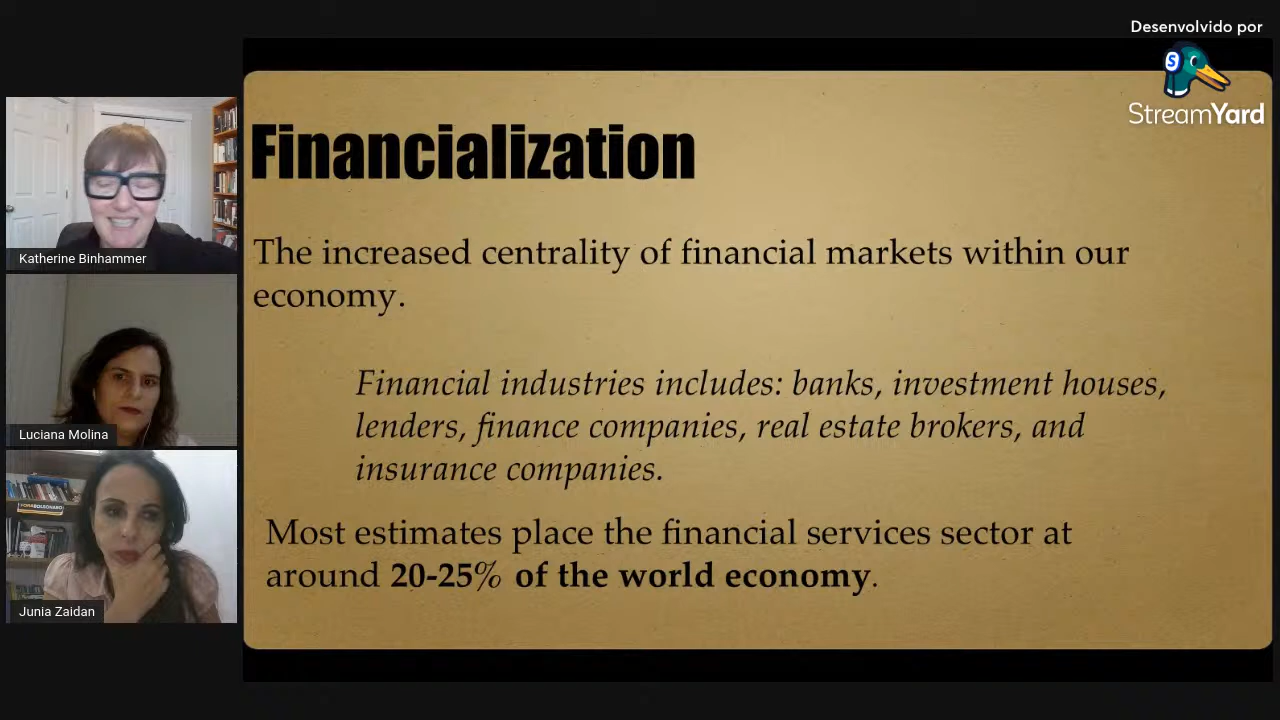 Desenvolvido por
S
StreamYard
Financialization
The increased centrality of financial markets within our
economy.
Financial industries includes: banks, investment houses,
lenders, finance companies, real estate brokers, and
insurance companies.
Most estimates place the financial services sector at
around 20-25% of the world economy.
Katherine Binhammer
Luciana Molina
Junia Zaidan